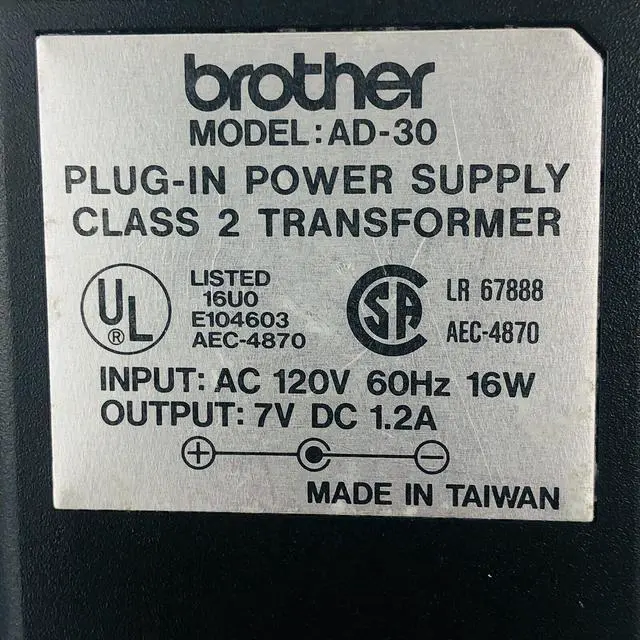 brother
MODEL: AD-30
PLUG-IN POWER SUPPLY
CLASS 2 TRANSFORMER
UL ®
LISTED
16U0
E104603
AEC-4870
CSA
LR 67888
AEC-4870
INPUT: AC 120V 60Hz 16W
OUTPUT: 7V DC 1.2A
+ −
MADE IN TAIWAN